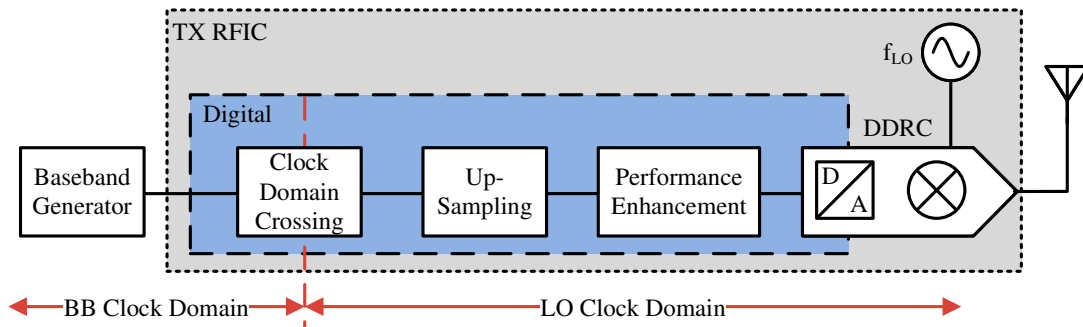 TX RFIC
f_LO
Digital
DDRC
Baseband
Generator
Clock
Domain
Crossing
Up-
Sampling
Performance
Enhancement
D
A
BB Clock Domain
LO Clock Domain